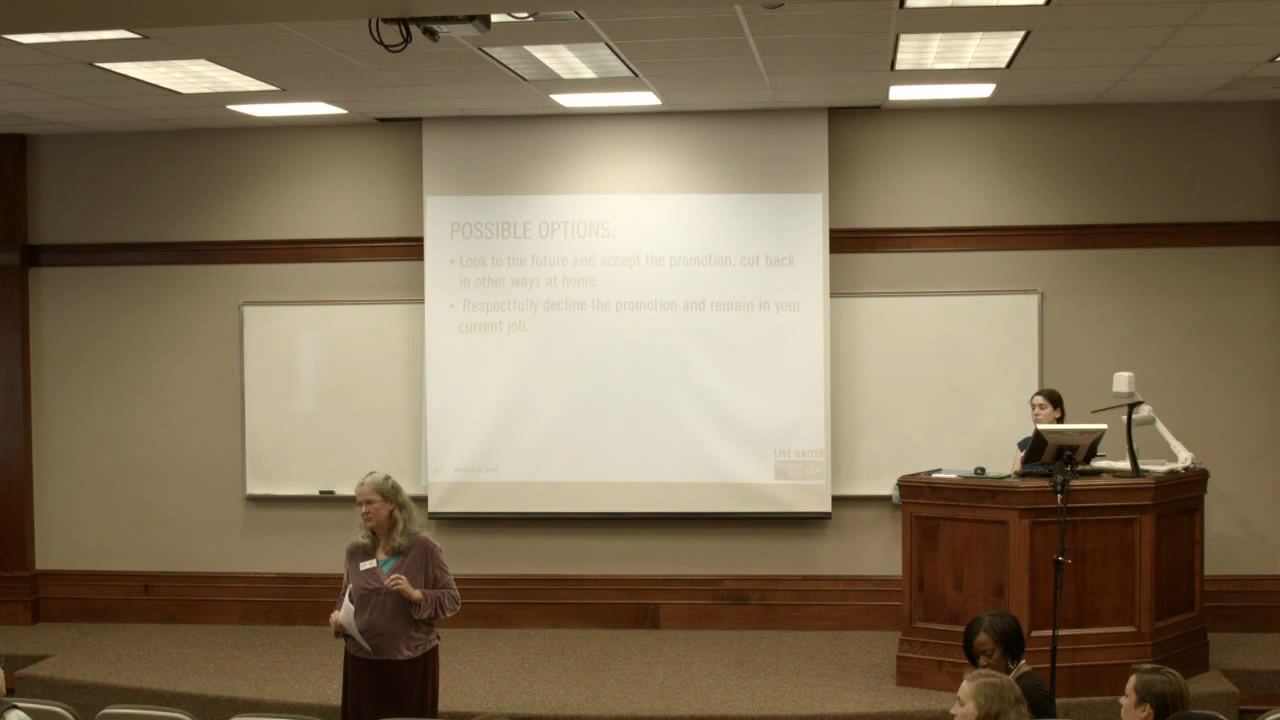 POSSIBLE OPTIONS:
• Look to the future and accept the promotion, cut back
in other ways at home.
• Respectfully decline the promotion and remain in your
current job.
LIVE UNITED